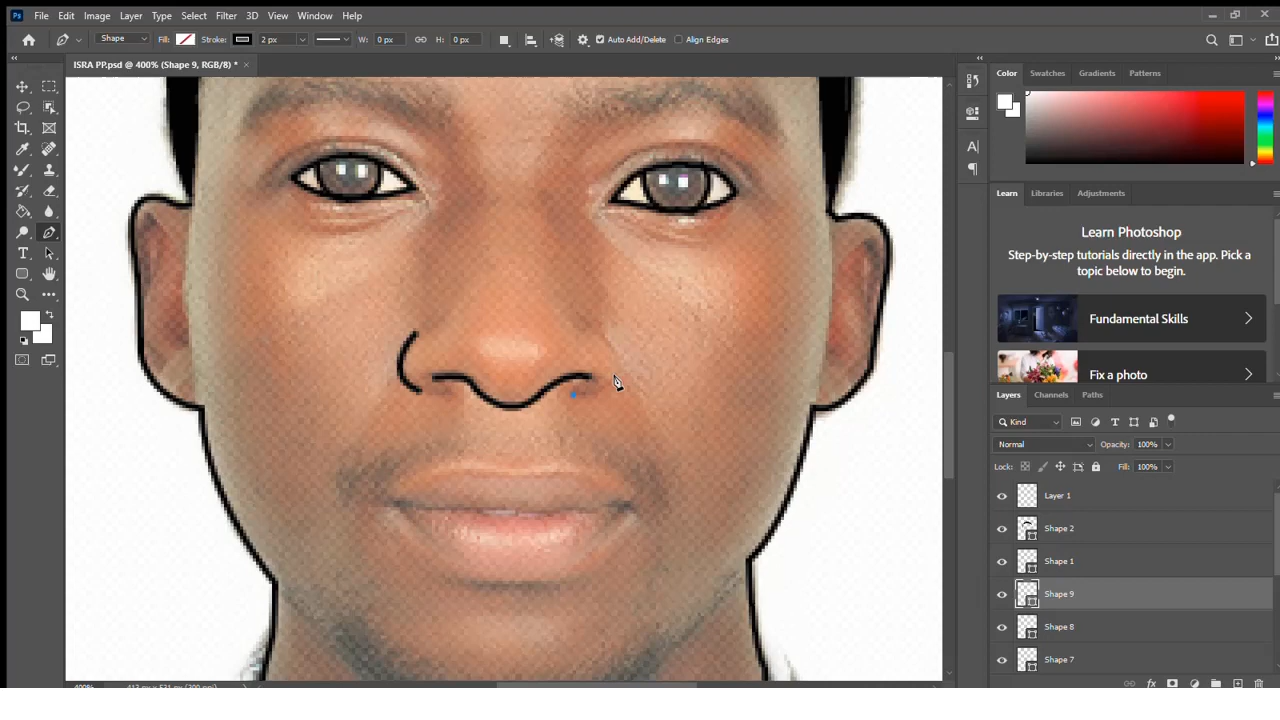 Ps File Edit Image Layer Type Select Filter 3D View Window Help
Shape Fill: Stroke: 2 px W: 0 px H: 0 px Auto Add/Delete Align Edges
ISRA PP.psd @ 400% (Shape 9, RGB/8) * ×
Color Swatches Gradients Patterns
Learn Libraries Adjustments
Learn Photoshop
Step-by-step tutorials directly in the app. Pick a
topic below to begin.
Fundamental Skills
Fix a photo
Layers Channels Paths
Kind
Normal Opacity: 100%
Lock: Fill: 100%
Layer 1
Shape 2
Shape 1
Shape 9
Shape 8
Shape 7
fx
400%